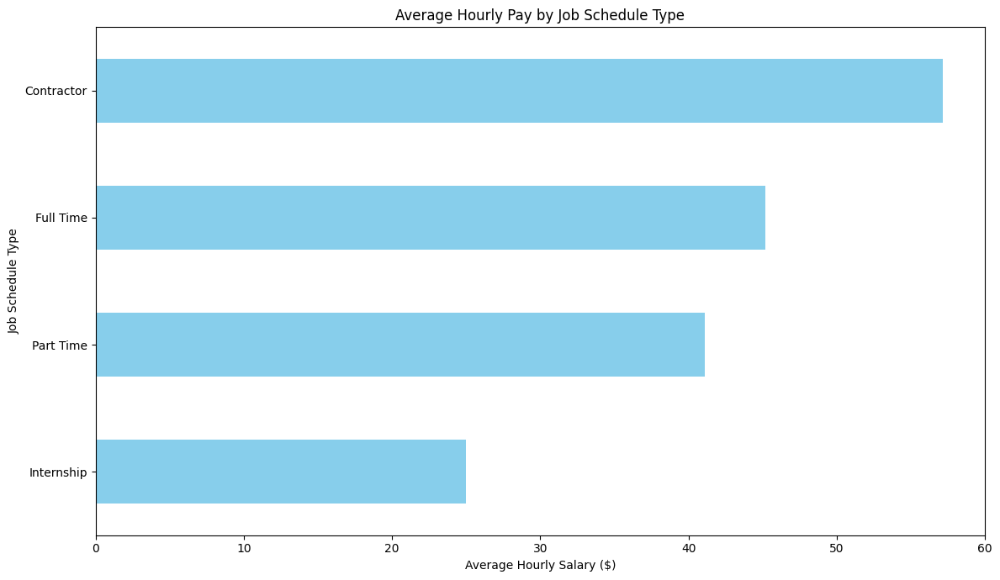 Average Hourly Pay by Job Schedule Type
Contractor
Full Time
Part Time
Internship
Job Schedule Type
0 10 20 30 40 50 60
Average Hourly Salary ($)